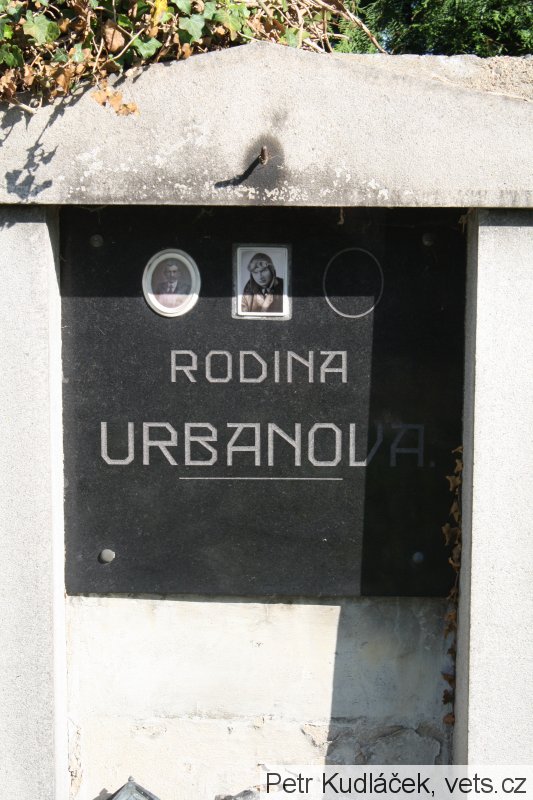 RODINA
URBANOVA.
Petr Kudláček, vets.cz